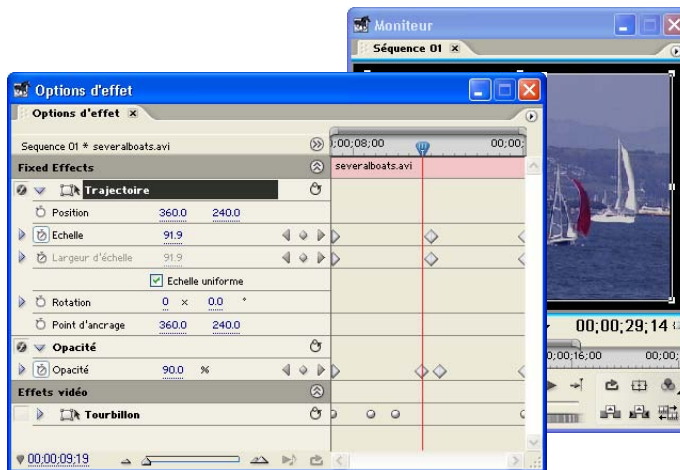 Moniteur
Séquence 01
Options d'effet
Options d'effet
Sequence 01 * severalboats.avi
;00;08;00
00;00;
Fixed Effects
severalboats.avi
Trajectoire
Position 360.0 240.0
Echelle 91.9
Largeur d'échelle 91.9
Echelle uniforme
Rotation 0 x 0.0 °
Point d'ancrage 360.0 240.0
Opacité
Opacité 90.0 %
Effets vidéo
Tourbillon
00;00;09;19
00;00;29;14
0;00;16;00
00;00;